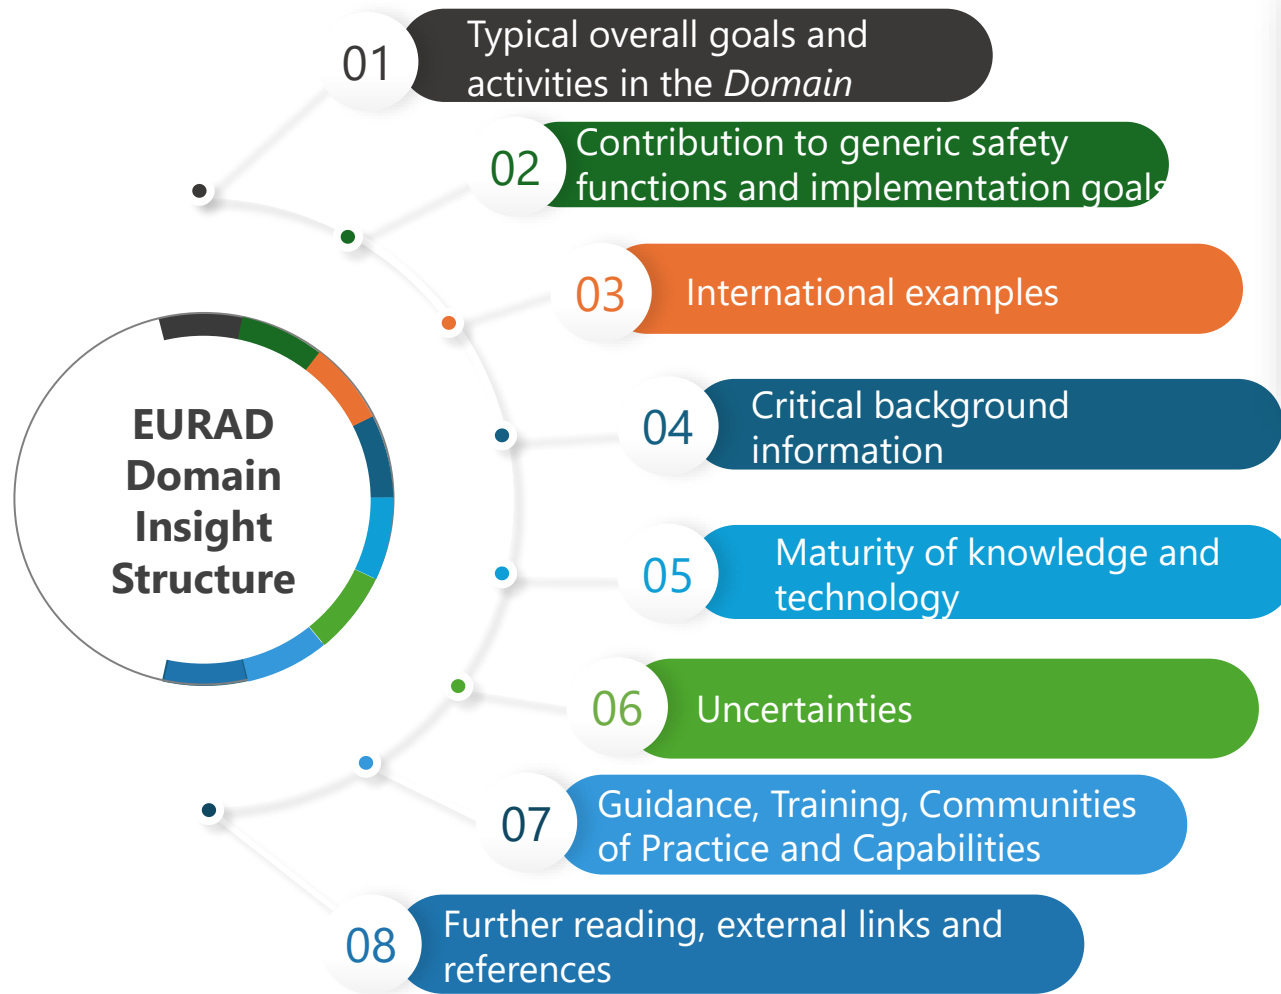 01
Typical overall goals and
activities in the Domain
02
Contribution to generic safety
functions and implementation goals
03
International examples
EURAD
Domain
Insight
Structure
04
Critical background
information
05
Maturity of knowledge and
technology
06
Uncertainties
07
Guidance, Training, Communities
of Practice and Capabilities
08
Further reading, external links and
references